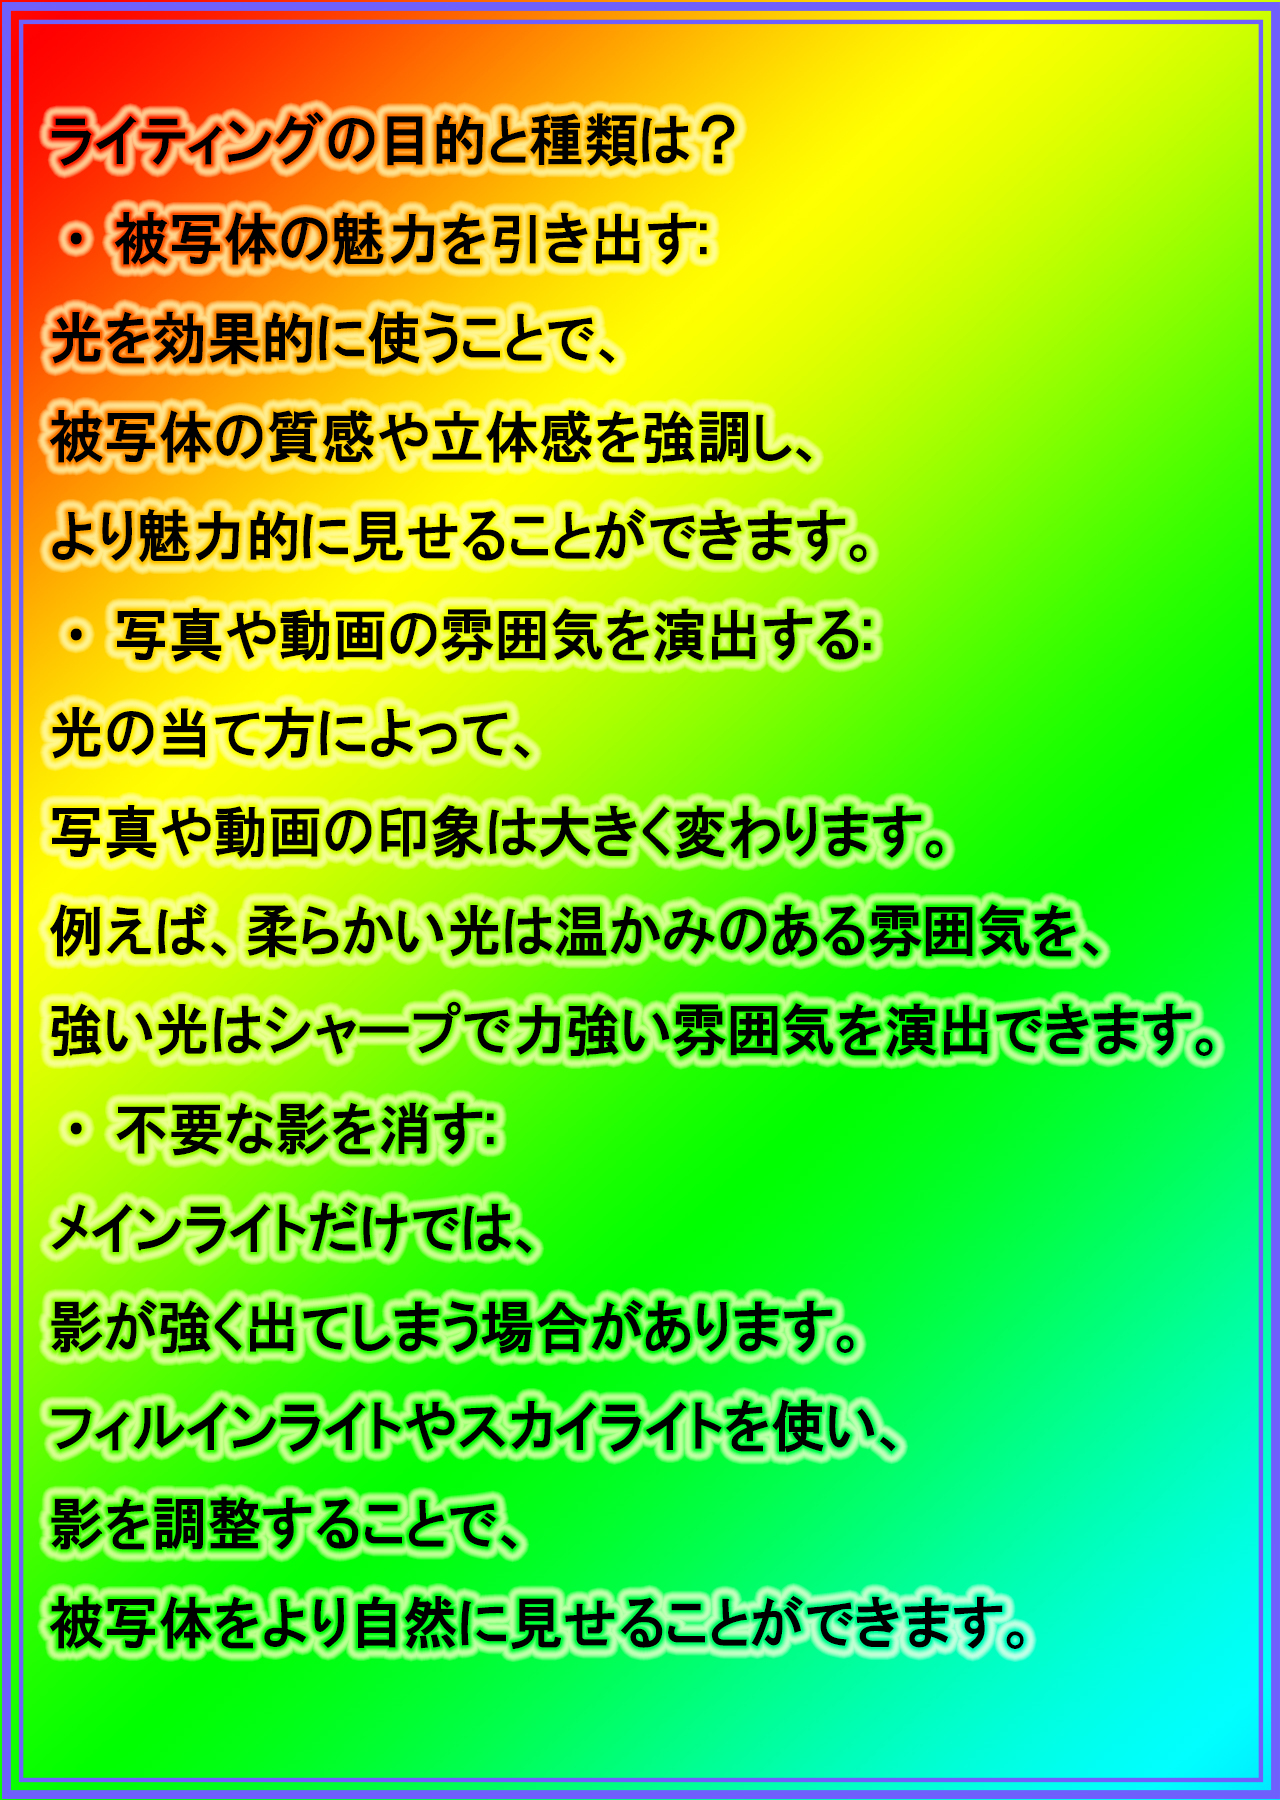 ライティングの目的と種類は？
・ 被写体の魅力を引き出す:
光を効果的に使うことで、
被写体の質感や立体感を強調し、
より魅力的に見せることができます。
・ 写真や動画の雰囲気を演出する:
光の当て方によって、
写真や動画の印象は大きく変わります。
例えば、柔らかい光は温かみのある雰囲気を、
強い光はシャープで力強い雰囲気を演出できます。
・ 不要な影を消す:
メインライトだけでは、
影が強く出てしまう場合があります。
フィルインライトやスカイライトを使い、
影を調整することで、
被写体をより自然に見せることができます。